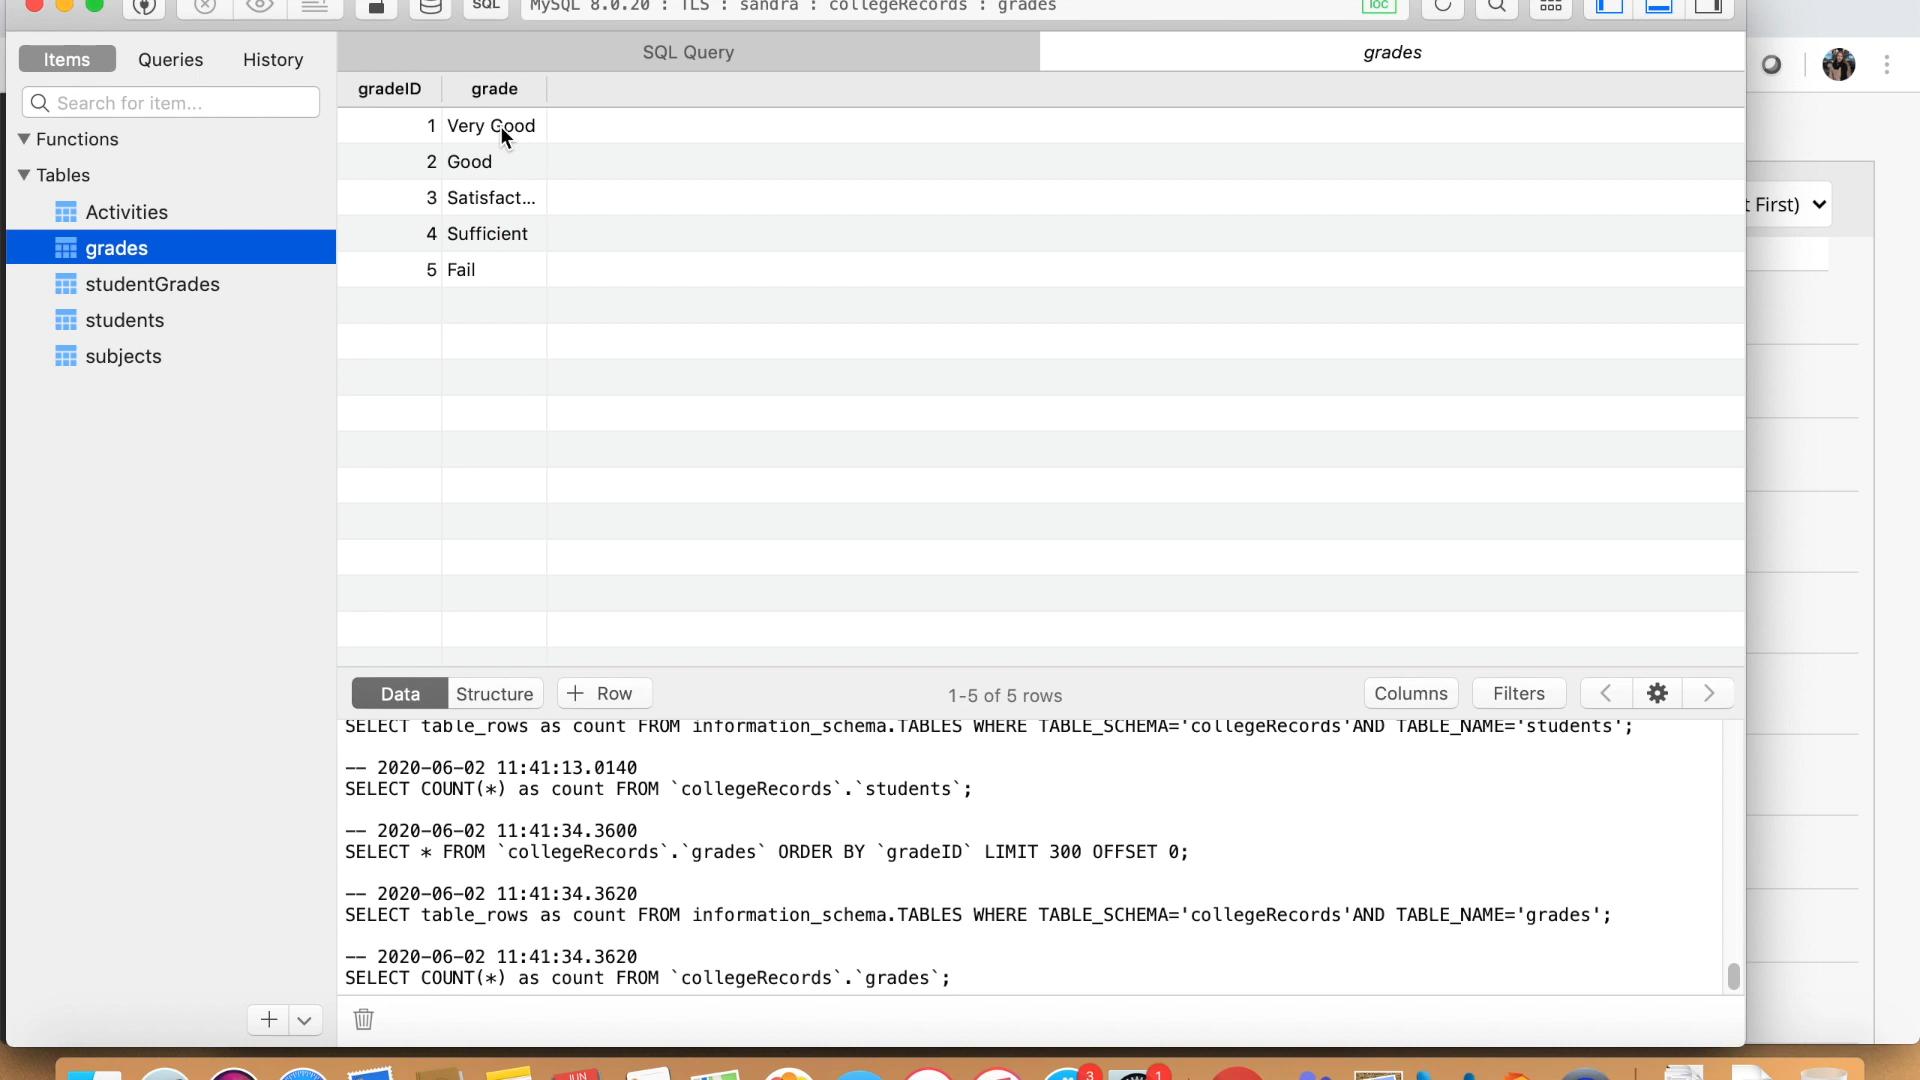 SQL
MySQL 8.0.20 : TLS : sandra : collegeRecords : grades
loc
Items Queries History
SQL Query
grades
Search for item...
Functions
Tables
Activities
grades
studentGrades
students
subjects
gradeID grade
1 Very Good
2 Good
3 Satisfact...
4 Sufficient
5 Fail
t First)
Data Structure + Row
1-5 of 5 rows
Columns Filters
SELECT table_rows as count FROM information_schema.TABLES WHERE TABLE_SCHEMA='collegeRecords'AND TABLE_NAME='students';
-- 2020-06-02 11:41:13.0140
SELECT COUNT(*) as count FROM `collegeRecords`.`students`;
-- 2020-06-02 11:41:34.3600
SELECT * FROM `collegeRecords`.`grades` ORDER BY `gradeID` LIMIT 300 OFFSET 0;
-- 2020-06-02 11:41:34.3620
SELECT table_rows as count FROM information_schema.TABLES WHERE TABLE_SCHEMA='collegeRecords'AND TABLE_NAME='grades';
-- 2020-06-02 11:41:34.3620
SELECT COUNT(*) as count FROM `collegeRecords`.`grades`;
JUN
3
1